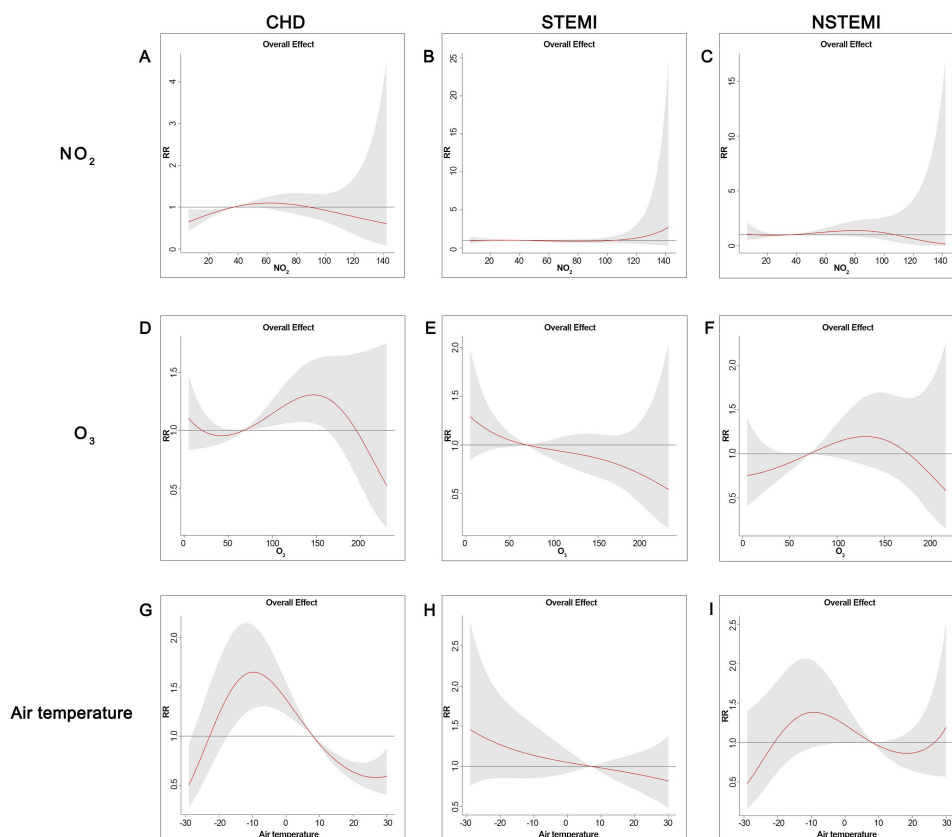 CHD STEMI NSTEMI
A Overall Effect
RR
4
3
2
1
0
20 40 60 80 100 120 140
NO₂
B Overall Effect
RR
25
20
15
10
5
0
20 40 60 80 100 120 140
NO₂
C Overall Effect
RR
15
10
5
0
20 40 60 80 100 120 140
NO₂
NO₂
D Overall Effect
RR
1.5
1.0
0.5
0 50 100 150 200
O₃
E Overall Effect
RR
2.0
1.5
1.0
0.5
0 50 100 150 200
O₃
F Overall Effect
RR
2.0
1.5
1.0
0.5
0 50 100 150 200
O₃
O₃
G Overall Effect
RR
2.0
1.5
1.0
0.5
-30 -20 -10 0 10 20 30
Air temperature
H Overall Effect
RR
2.5
2.0
1.5
1.0
0.5
-30 -20 -10 0 10 20 30
Air temperature
I Overall Effect
RR
2.5
2.0
1.5
1.0
0.5
-30 -20 -10 0 10 20 30
Air temperature
Air temperature